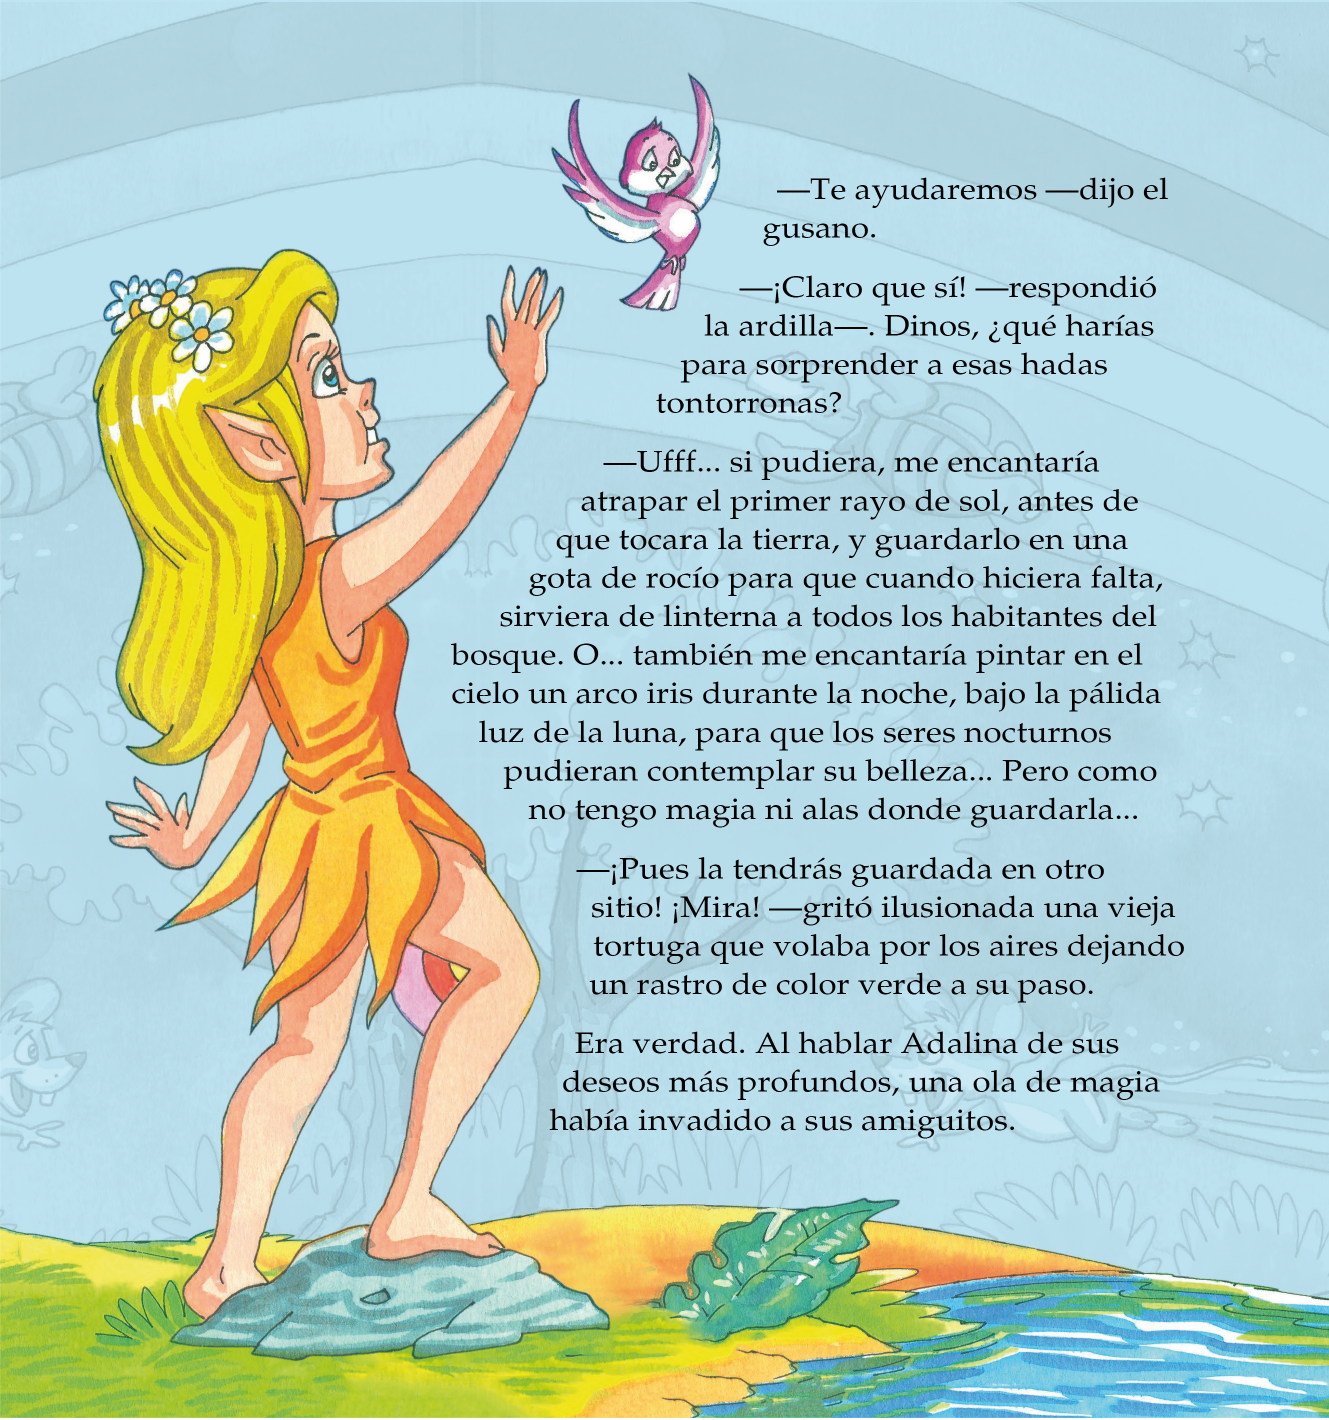 —Te ayudaremos —dijo el
gusano.
—¡Claro que sí! —respondió
la ardilla—. Dinos, ¿qué harías
para sorprender a esas hadas
tontorronas?
—Ufff... si pudiera, me encantaría
atrapar el primer rayo de sol, antes de
que tocara la tierra, y guardarlo en una
gota de rocío para que cuando hiciera falta,
sirviera de linterna a todos los habitantes del
bosque. O... también me encantaría pintar en el
cielo un arco iris durante la noche, bajo la pálida
luz de la luna, para que los seres nocturnos
pudieran contemplar su belleza... Pero como
no tengo magia ni alas donde guardarla...
—¡Pues la tendrás guardada en otro
sitio! ¡Mira! —gritó ilusionada una vieja
tortuga que volaba por los aires dejando
un rastro de color verde a su paso.
Era verdad. Al hablar Adalina de sus
deseos más profundos, una ola de magia
había invadido a sus amiguitos.